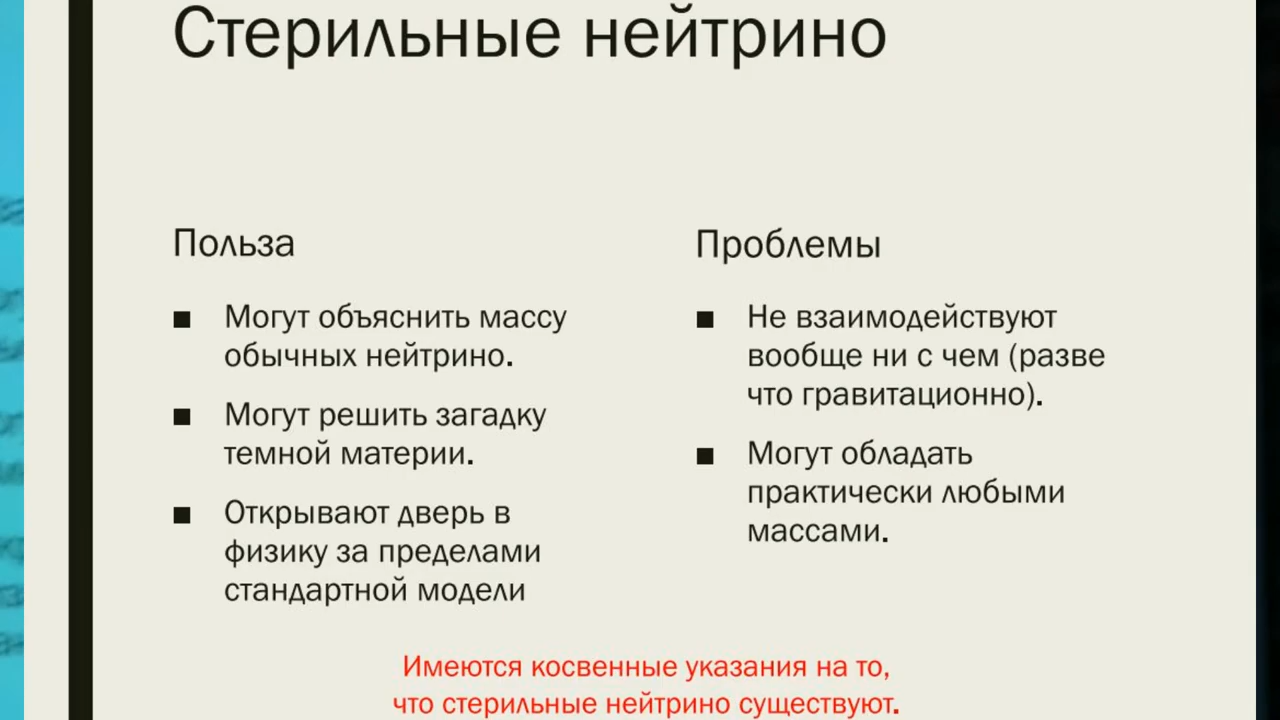 Стерильные нейтрино
Польза
■ Могут объяснить массу
обычных нейтрино.
■ Могут решить загадку
темной материи.
■ Открывают дверь в
физику за пределами
стандартной модели
Проблемы
■ Не взаимодействуют
вообще ни с чем (разве
что гравитационно).
■ Могут обладать
практически любыми
массами.
Имеются косвенные указания на то,
что стерильные нейтрино существуют.